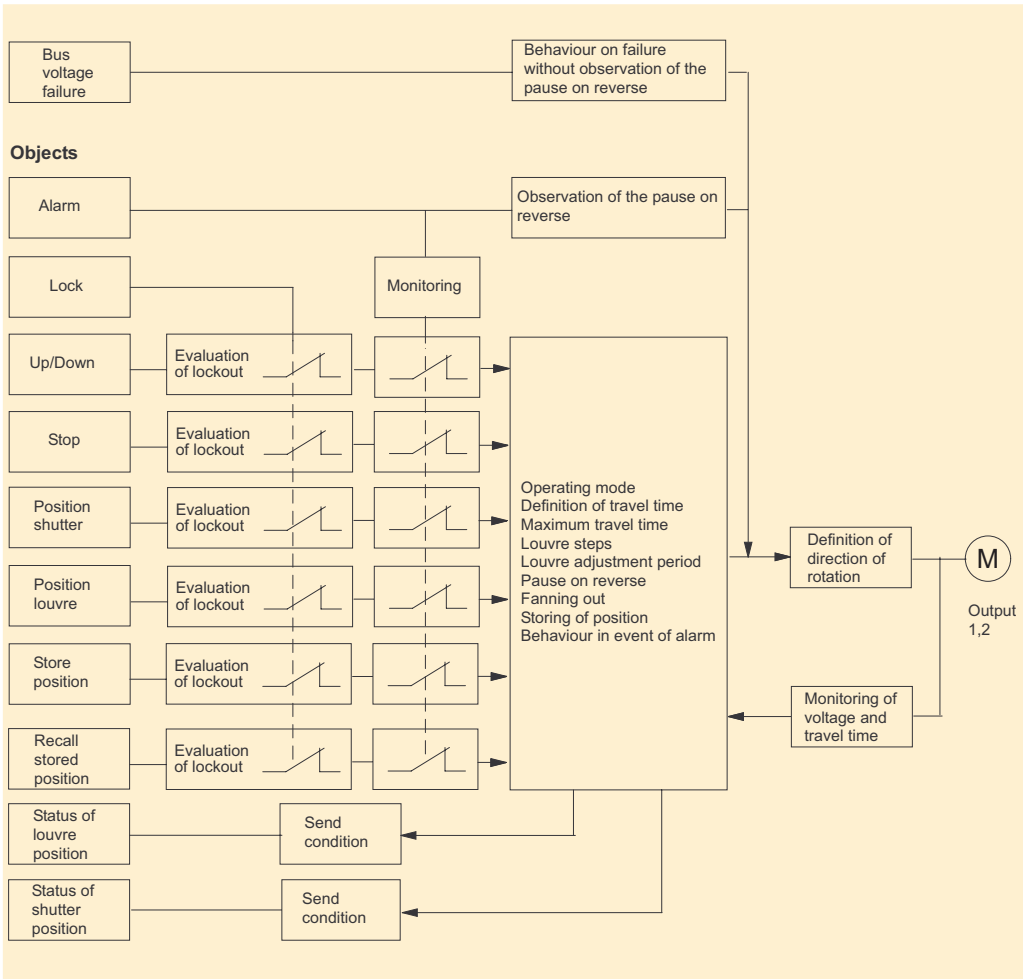 Bus
voltage
failure
Behaviour on failure
without observation of the
pause on reverse
Objects
Alarm
Observation of the pause on
reverse
Lock
Monitoring
Up/Down
Evaluation
of lockout
Stop
Evaluation
of lockout
Position
shutter
Evaluation
of lockout
Position
louvre
Evaluation
of lockout
Store
position
Evaluation
of lockout
Recall
stored
position
Evaluation
of lockout
Operating mode
Definition of travel time
Maximum travel time
Louvre steps
Louvre adjustment period
Pause on reverse
Fanning out
Storing of position
Behaviour in event of alarm
Definition of
direction of
rotation
M
Output
1,2
Monitoring of
voltage and
travel time
Status of
louvre
position
Send
condition
Status of
shutter
position
Send
condition